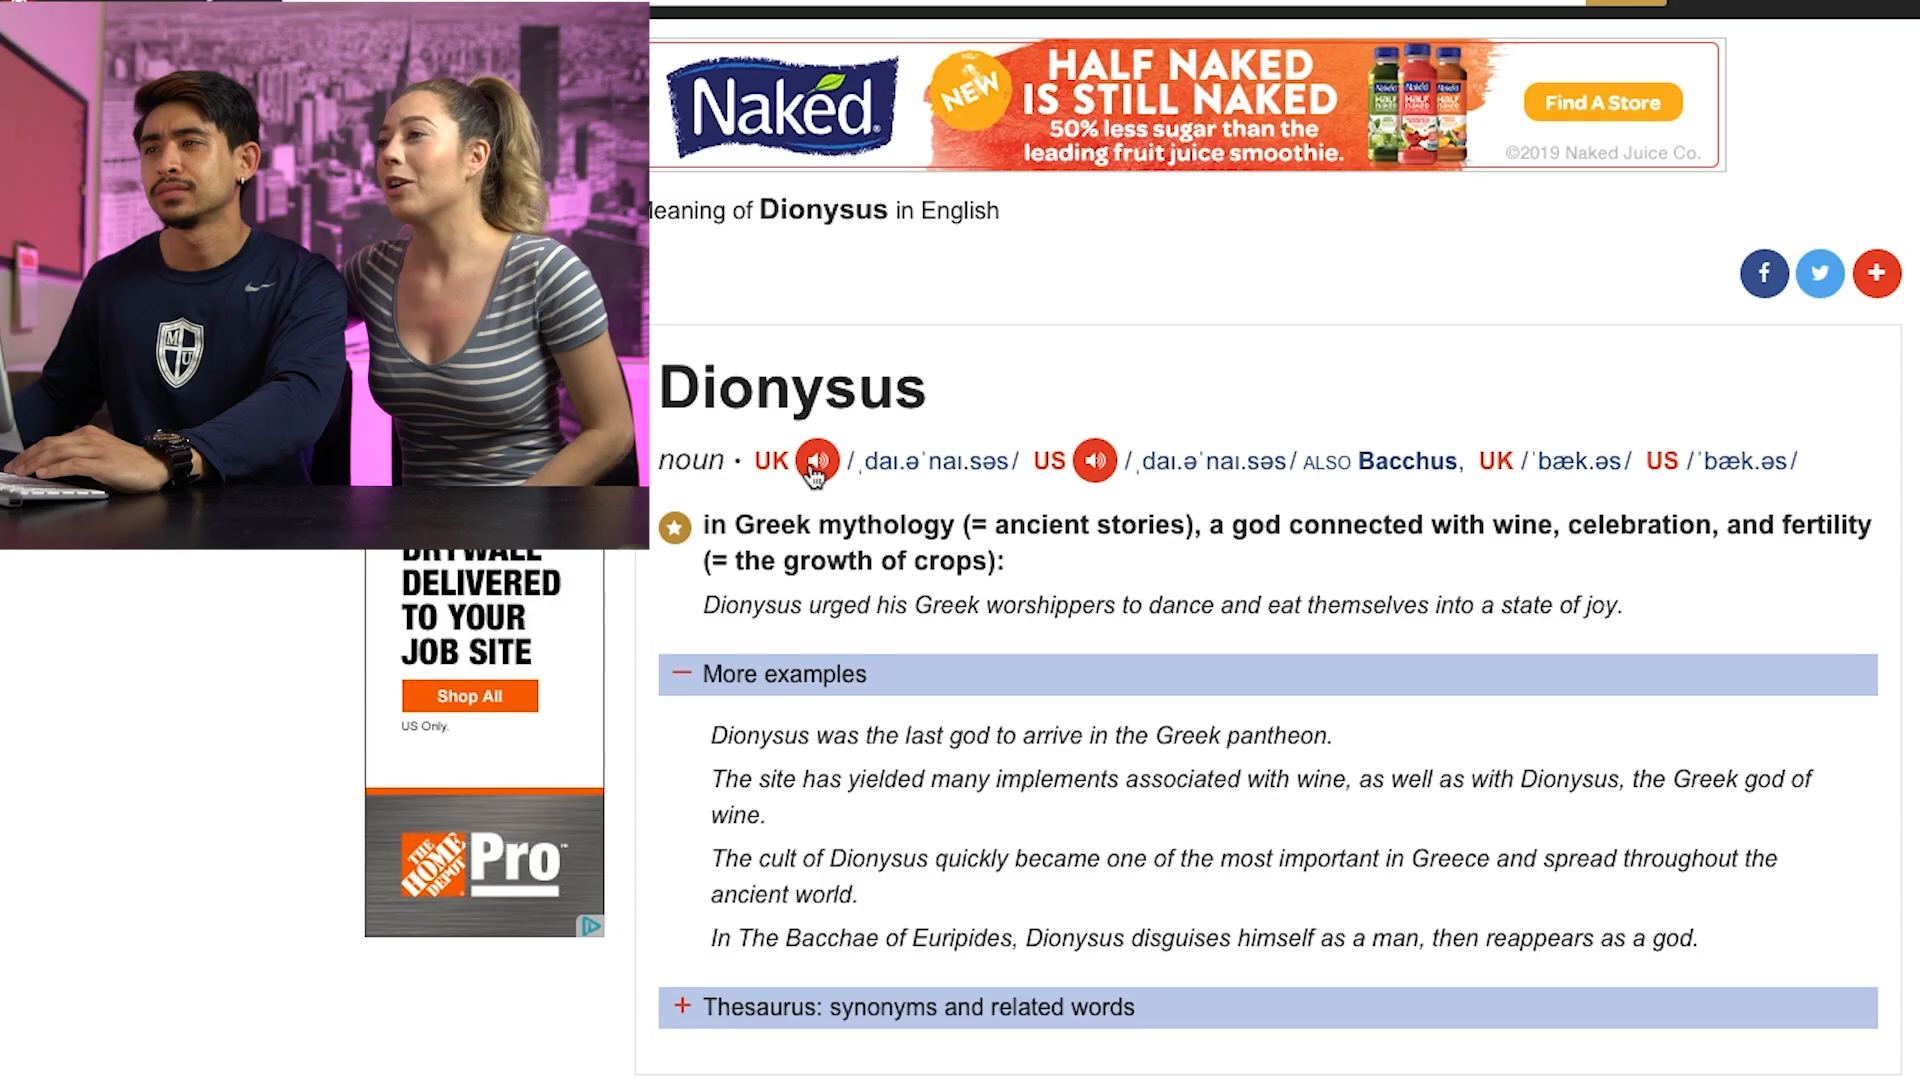 Naked
NEW
HALF NAKED
IS STILL NAKED
50% less sugar than the
leading fruit juice smoothie.
Find A Store
©2019 Naked Juice Co.
Meaning of Dionysus in English
MU
Dionysus
noun · UK /ˌdaɪ.əˈnaɪ.səs/ US /ˌdaɪ.əˈnaɪ.səs/ ALSO Bacchus, UK /ˈbæk.əs/ US /ˈbæk.əs/
in Greek mythology (= ancient stories), a god connected with wine, celebration, and fertility
(= the growth of crops):
Dionysus urged his Greek worshippers to dance and eat themselves into a state of joy.
More examples
Dionysus was the last god to arrive in the Greek pantheon.
The site has yielded many implements associated with wine, as well as with Dionysus, the Greek god of
wine.
The cult of Dionysus quickly became one of the most important in Greece and spread throughout the
ancient world.
In The Bacchae of Euripides, Dionysus disguises himself as a man, then reappears as a god.
Thesaurus: synonyms and related words
DRYWALL
DELIVERED
TO YOUR
JOB SITE
Shop All
US Only.
THE
HOME
DEPOT
Pro™